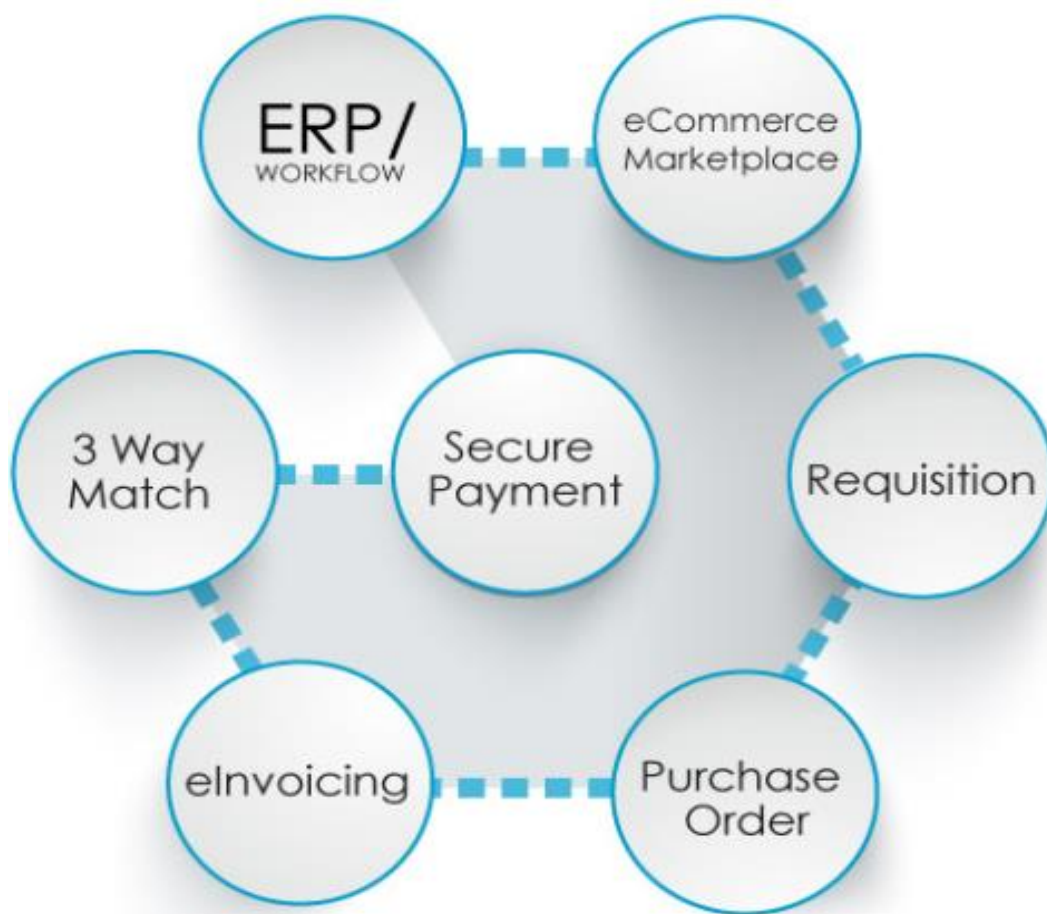 ERP/
WORKFLOW
eCommerce
Marketplace
3 Way
Match
Secure
Payment
Requisition
eInvoicing
Purchase
Order